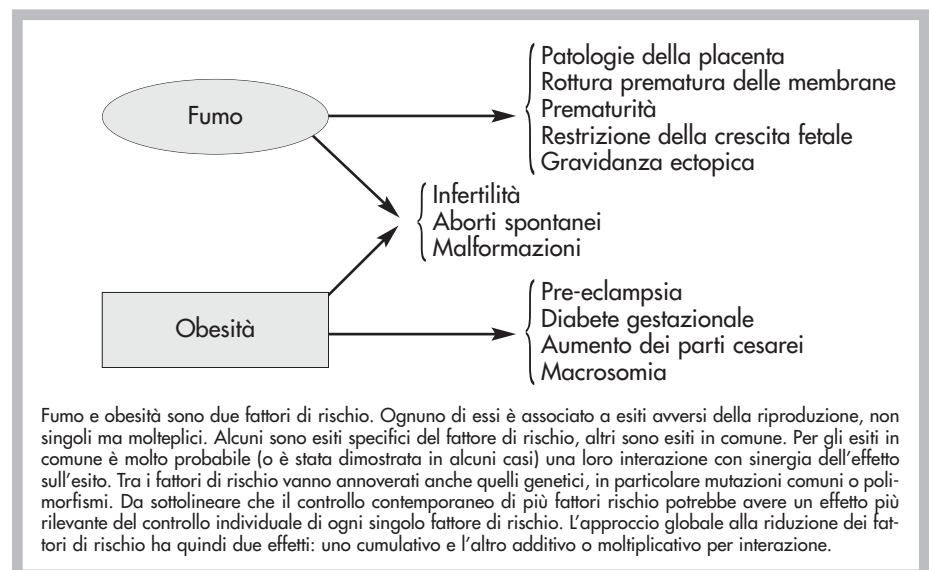 Patologie della placenta
Rottura prematura delle membrane
Fumo
Prematurità
Restrizione della crescita fetale
Gravidanza ectopica
Infertilità
Aborti spontanei
Malformazioni
Pre-eclampsia
Obesità
Diabete gestazionale
Aumento dei parti cesarei
Macrosomia
Fumo e obesità sono due fattori di rischio. Ognuno di essi è associato a esiti avversi della riproduzione, non
singoli ma molteplici. Alcuni sono esiti specifici del fattore di rischio, altri sono esiti in comune. Per gli esiti in
comune è molto probabile (o è stata dimostrata in alcuni casi) una loro interazione con sinergia dell'effetto
sull'esito. Tra i fattori di rischio vanno annoverati anche quelli genetici, in particolare mutazioni comuni o poli-
morfismi. Da sottolineare che il controllo contemporaneo di più fattori rischio potrebbe avere un effetto più
rilevante del controllo individuale di ogni singolo fattore di rischio. L'approccio globale alla riduzione dei fat-
tori di rischio ha quindi due effetti: uno cumulativo e l'altro additivo o moltiplicativo per interazione.